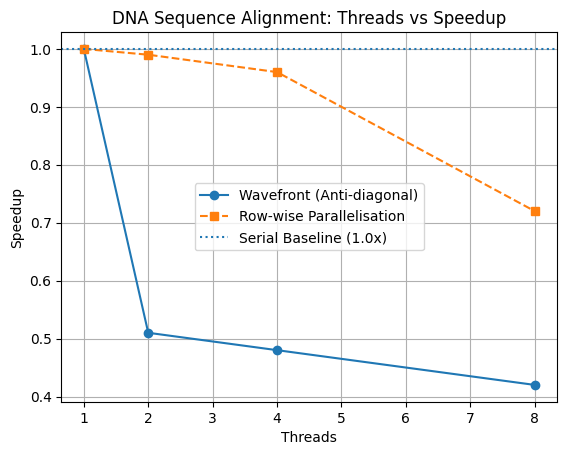 DNA Sequence Alignment: Threads vs Speedup
1.0
0.9
0.8
0.7
0.6
0.5
0.4
Speedup
Wavefront (Anti-diagonal)
Row-wise Parallelisation
Serial Baseline (1.0x)
1 2 3 4 5 6 7 8
Threads